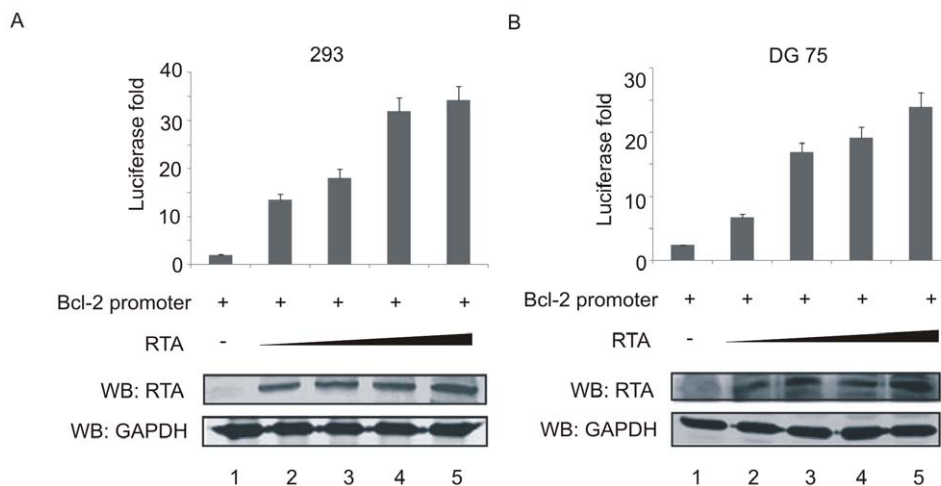 A
293
Luciferase fold
40
30
20
10
0
Bcl-2 promoter + + + + +
RTA -
WB: RTA
WB: GAPDH
1 2 3 4 5
B
DG 75
Luciferase fold
30
20
10
0
Bcl-2 promoter + + + + +
RTA -
WB: RTA
WB: GAPDH
1 2 3 4 5